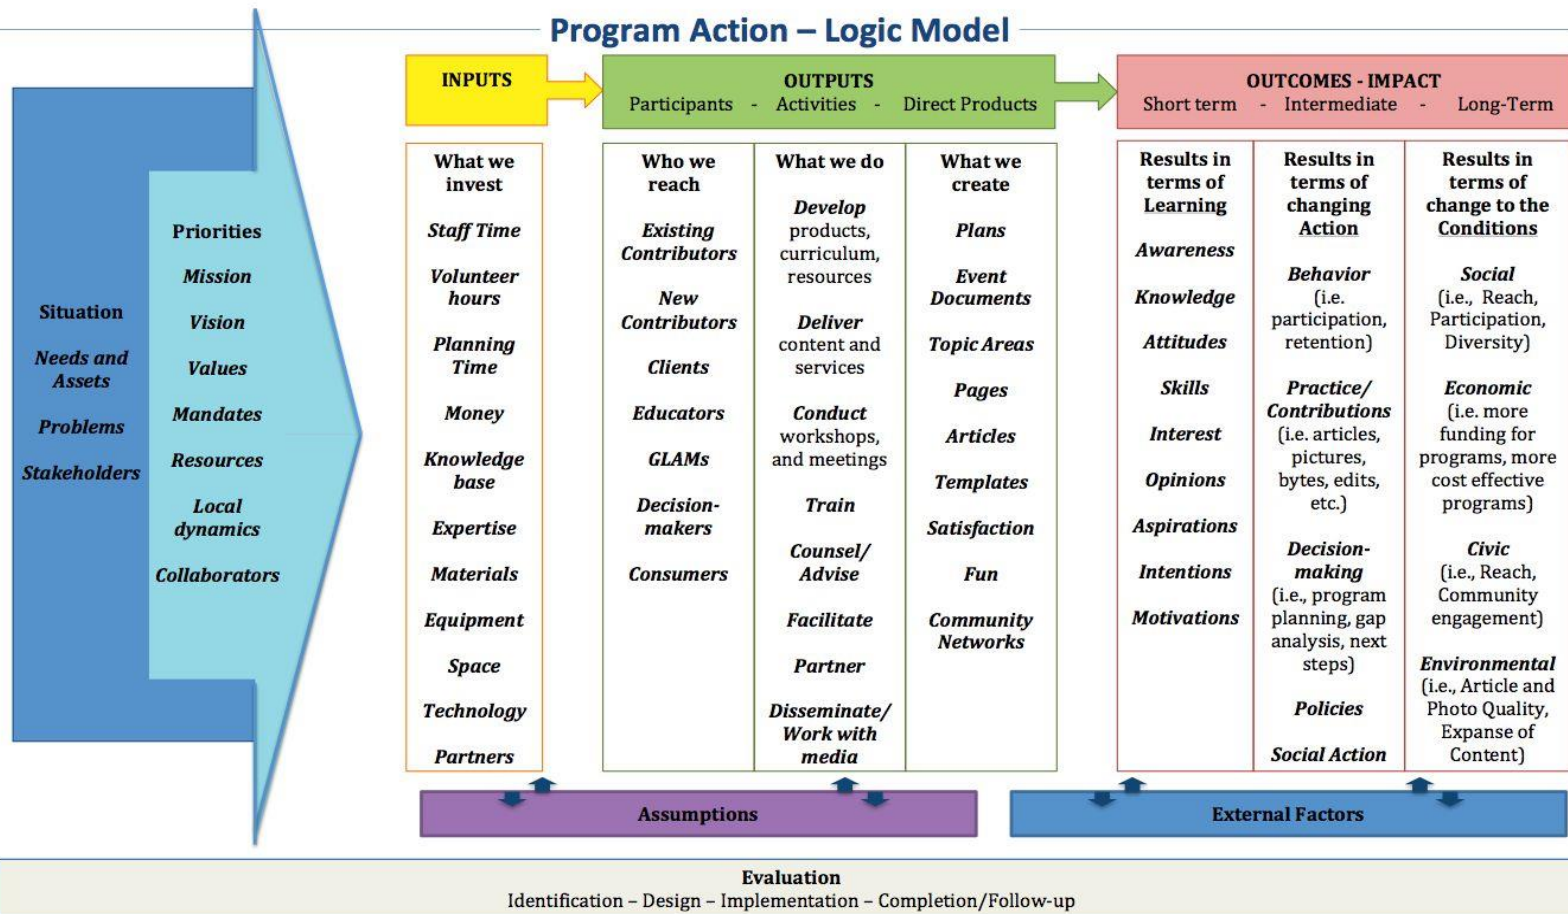 Program Action – Logic Model
Situation
Needs and
Assets
Problems
Stakeholders
Priorities
Mission
Vision
Values
Mandates
Resources
Local
dynamics
Collaborators
INPUTS
What we
invest
Staff Time
Volunteer
hours
Planning
Time
Money
Knowledge
base
Expertise
Materials
Equipment
Space
Technology
Partners
OUTPUTS
Participants - Activities - Direct Products
Who we
reach
Existing
Contributors
New
Contributors
Clients
Educators
GLAMs
Decision-
makers
Consumers
What we do
Develop
products,
curriculum,
resources
Deliver
content and
services
Conduct
workshops,
and meetings
Train
Counsel/
Advise
Facilitate
Partner
Disseminate/
Work with
media
What we
create
Plans
Event
Documents
Topic Areas
Pages
Articles
Templates
Satisfaction
Fun
Community
Networks
OUTCOMES - IMPACT
Short term - Intermediate - Long-Term
Results in
terms of
Learning
Awareness
Knowledge
Attitudes
Skills
Interest
Opinions
Aspirations
Intentions
Motivations
Results in
terms of
changing
Action
Behavior
(i.e.
participation,
retention)
Practice/
Contributions
(i.e. articles,
pictures,
bytes, edits,
etc.)
Decision-
making
(i.e., program
planning, gap
analysis, next
steps)
Policies
Social Action
Results in
terms of
change to the
Conditions
Social
(i.e., Reach,
Participation,
Diversity)
Economic
(i.e. more
funding for
programs, more
cost effective
programs)
Civic
(i.e., Reach,
Community
engagement)
Environmental
(i.e., Article and
Photo Quality,
Expanse of
Content)
Assumptions
External Factors
Evaluation
Identification – Design – Implementation – Completion/Follow-up